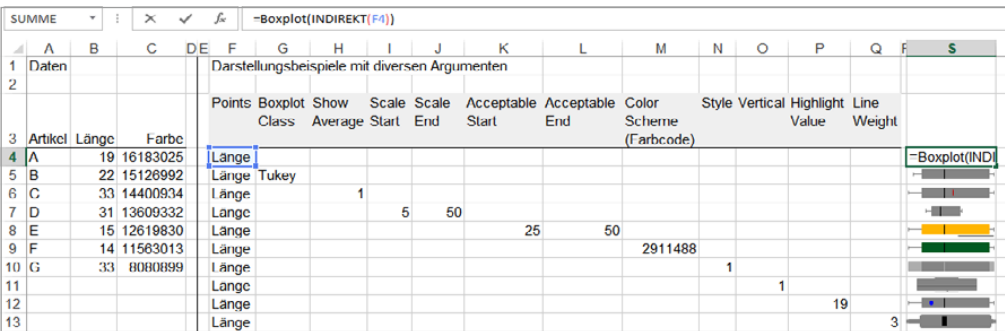 SUMME =Boxplot(INDIREKT(F4))
A B C D E F G H I J K L M N O P Q S
1 Daten Darstellungsbeispiele mit diversen Argumenten
2
Points Boxplot Show Scale Scale Acceptable Acceptable Color Style Vertical Highlight Line
Class Average Start End Start End Scheme Value Weight
3 Artikel Länge Farbe (Farbcode)
4 A 19 16183025 Länge =Boxplot(INDI
5 B 22 15126992 Länge Tukey
6 C 33 14400934 Länge 1
7 D 31 13609332 Länge 5 50
8 E 15 12619830 Länge 25 50
9 F 14 11563013 Länge 2911488
10 G 33 8080899 Länge 1
11 Länge 1
12 Länge 19
13 Länge 3